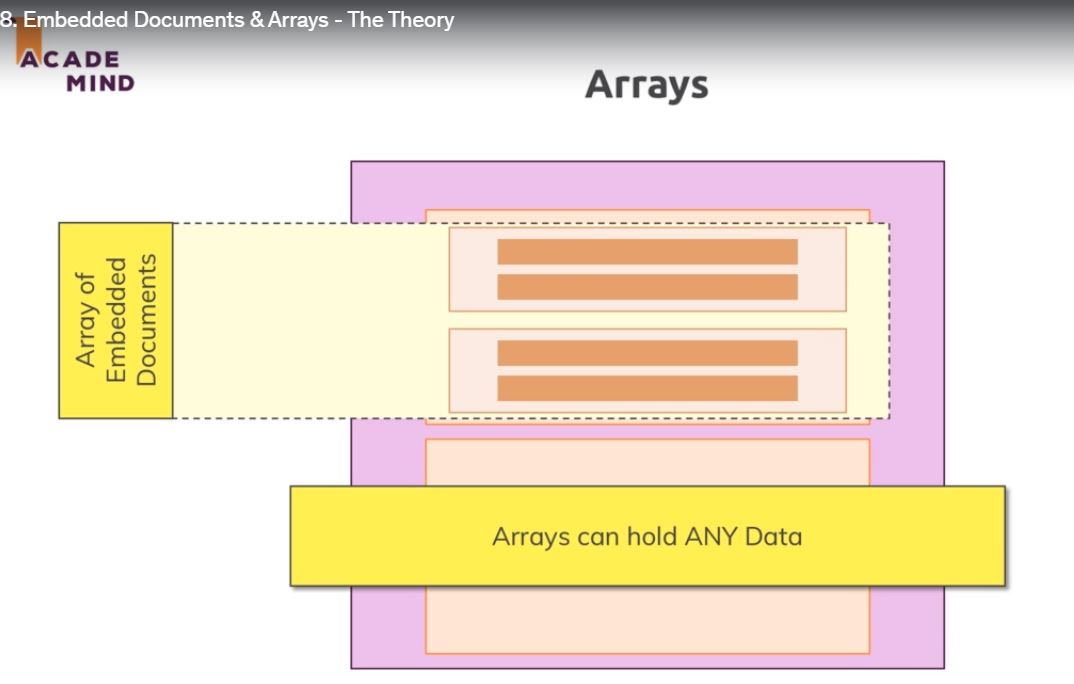 8. Embedded Documents & Arrays - The Theory
ACADE
MIND
Arrays
Array of
Embedded
Documents
Arrays can hold ANY Data